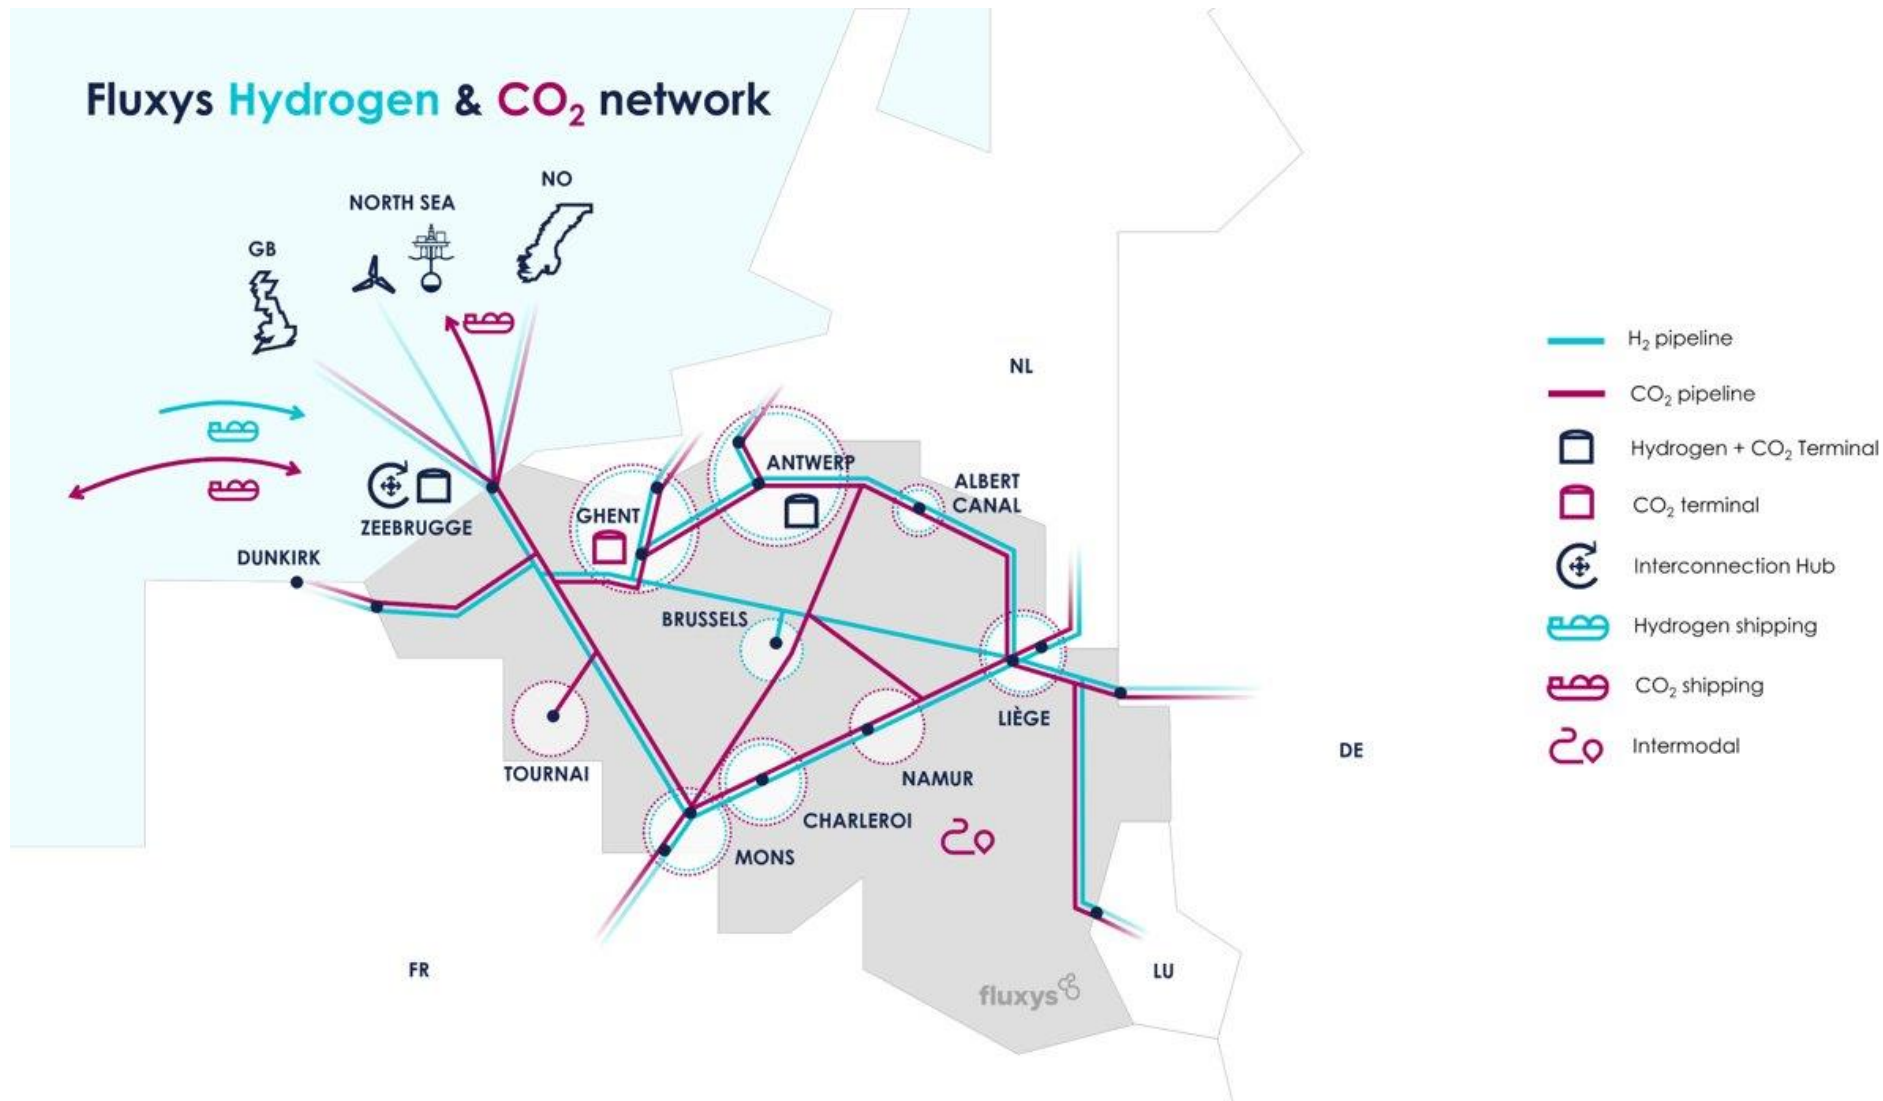 Fluxys Hydrogen & CO₂ network
NO
NORTH SEA
GB
NL
ZEEBRUGGE
DUNKIRK
GHENT
ANTWERP
ALBERT
CANAL
BRUSSELS
LIÈGE
TOURNAI
NAMUR
CHARLEROI
MONS
DE
FR
LU
fluxys
H₂ pipeline
CO₂ pipeline
Hydrogen + CO₂ Terminal
CO₂ terminal
Interconnection Hub
Hydrogen shipping
CO₂ shipping
Intermodal